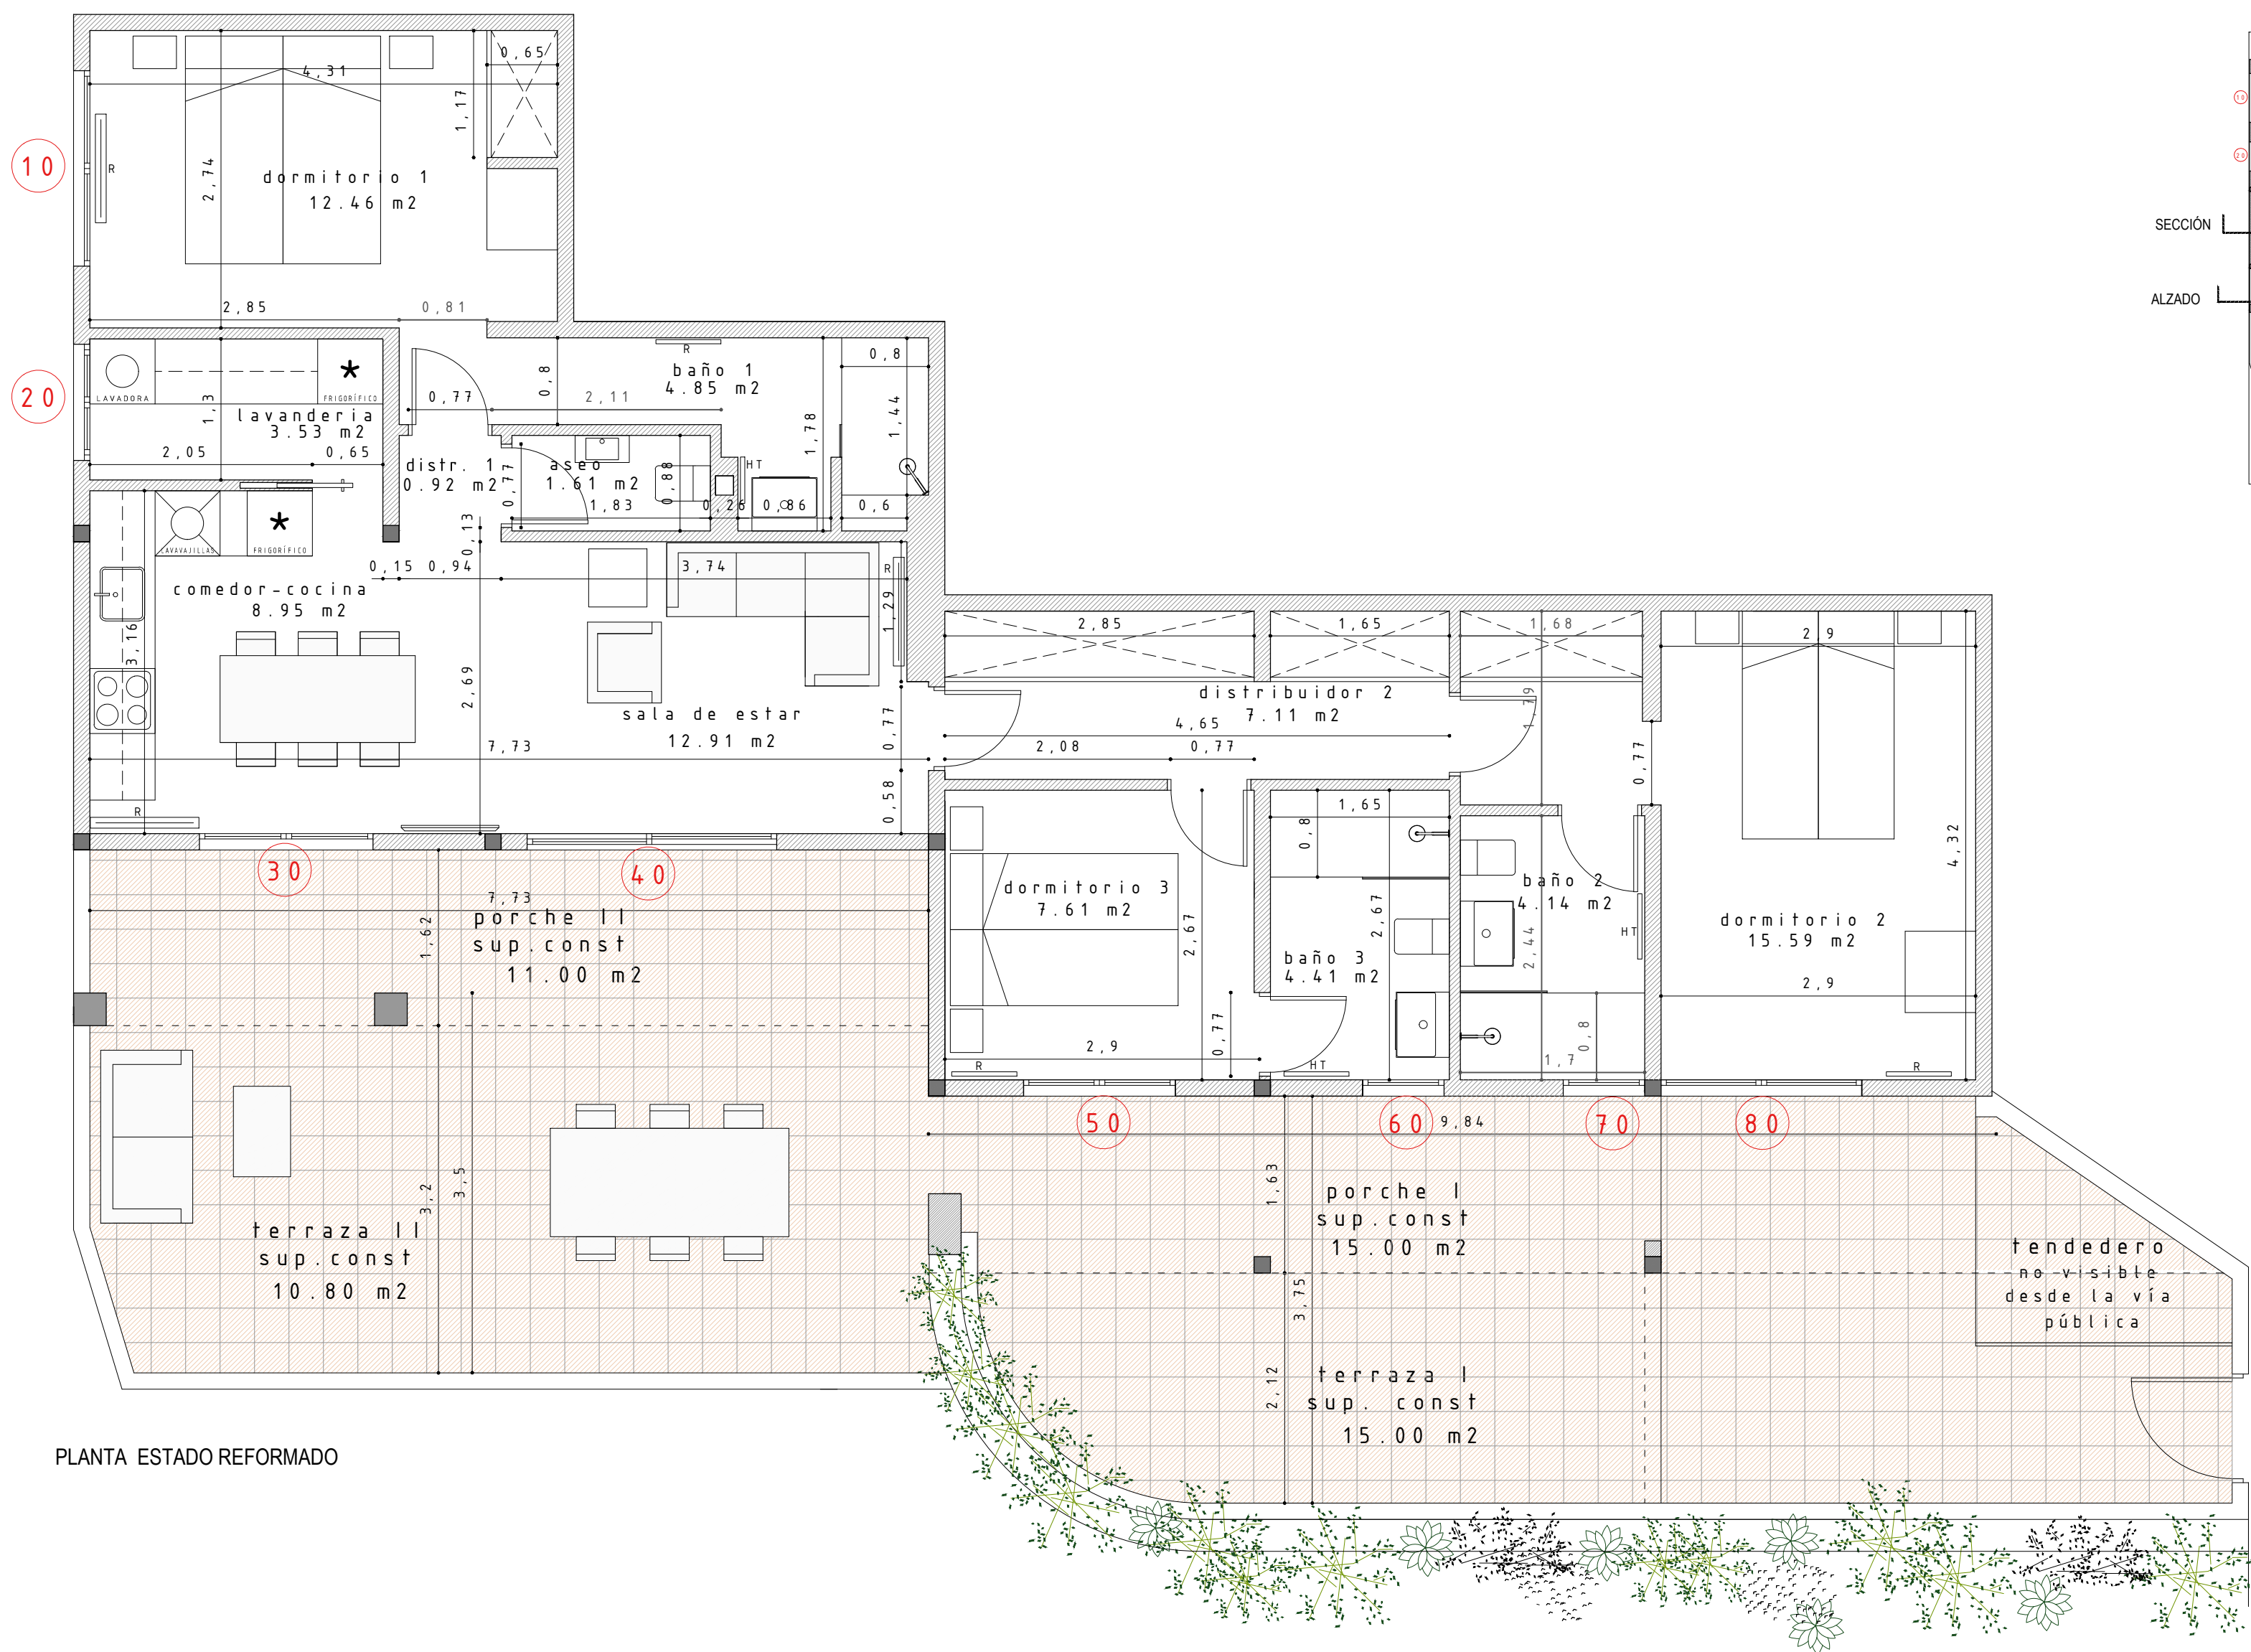 0,65
4,31
1,17
10
R
2,74
dormitorio 1
12.46 m2
10
20
SECCIÓN
ALZADO
2,85
0,81
R
0,8
baño 1
4.85 m2
0,8
20
LAVADORA
FRIGORÍFICO
1,3
lavanderia
3.53 m2
0,77
2,11
1,78
1,44
2,05
0,65
distr. 1
0.92 m2
0,77
aseo
1.61 m2
0,88
HT
1,83
0,26
0,86
0,6
LAVAVAJILLAS
FRIGORÍFICO
0,13
0,15
0,94
3,74
R
1,29
comedor-cocina
8.95 m2
3,16
2,69
sala de estar
12.91 m2
7,73
0,77
0,58
R
2,85
1,65
1,68
2,9
distribuidor 2
7.11 m2
1,79
4,65
2,08
0,77
0,77
1,65
0,8
4,32
30
40
7,73
porche II
sup.const
11.00 m2
1,62
dormitorio 3
7.61 m2
2,67
2,67
baño 2
4.14 m2
HT
2,44
dormitorio 2
15.59 m2
baño 3
4.41 m2
2,9
0,77
2,9
R
HT
1,7
0,8
R
50
60
9,84
70
80
3,2
3,5
1,63
porche I
sup.const
15.00 m2
terraza II
sup.const
10.80 m2
3,75
tendedero
no visible
desde la vía
pública
2,12
terraza I
sup. const
15.00 m2
PLANTA ESTADO REFORMADO